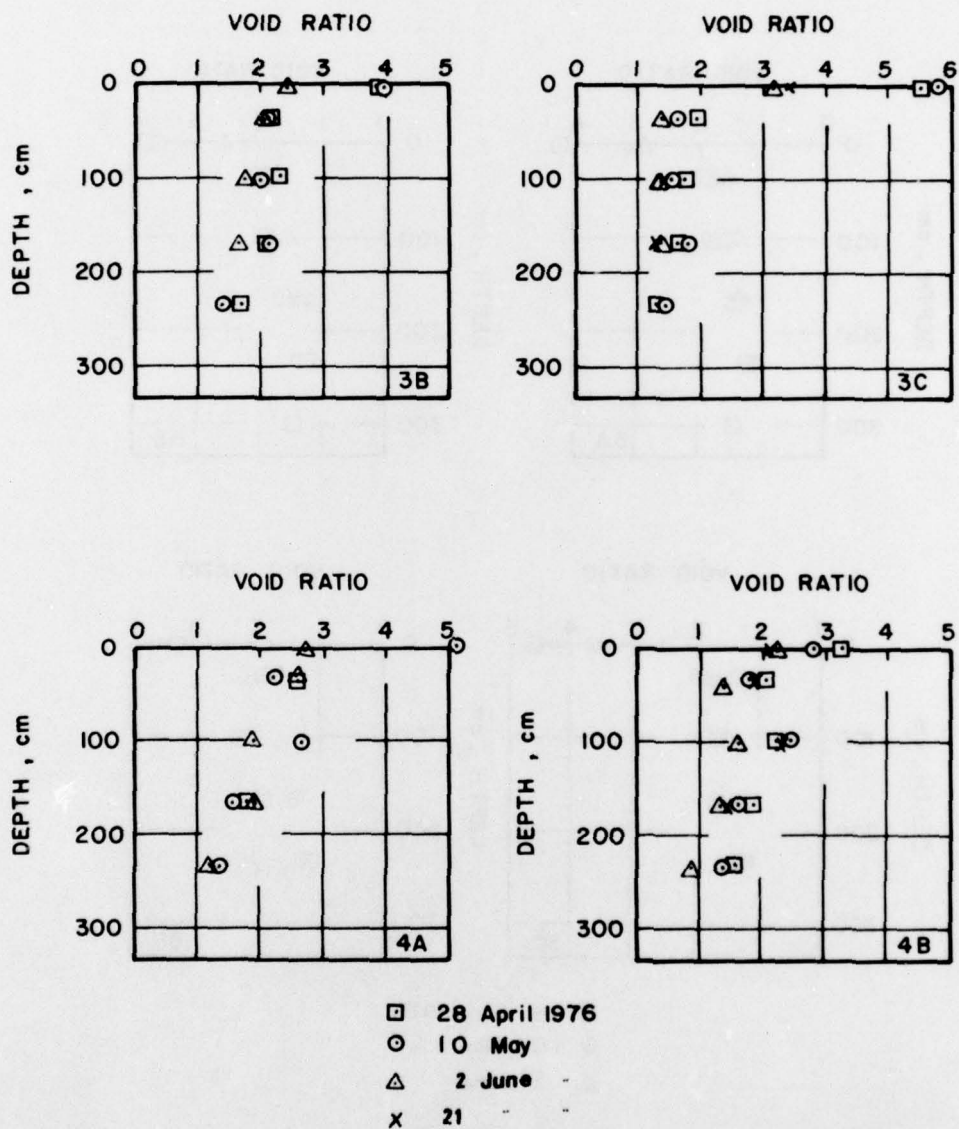 VOID RATIO
0 1 2 3 4 5
DEPTH , cm
0
100
200
300
3B
VOID RATIO
0 1 2 3 4 5 6
0
100
200
300
3C
VOID RATIO
0 1 2 3 4 5
DEPTH , cm
0
100
200
300
4A
VOID RATIO
0 1 2 3 4 5
DEPTH , cm
0
100
200
300
4B
28 April 1976
10 May
2 June "
x 21 " "